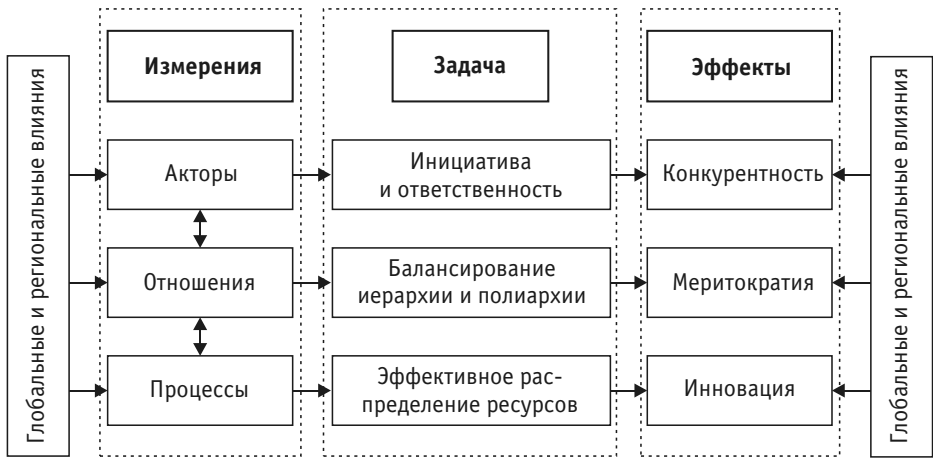 Глобальные и региональные влияния
Измерения
Задача
Эффекты
Акторы
Инициатива
и ответственность
Конкурентность
Отношения
Балансирование
иерархии и полиархии
Меритократия
Процессы
Эффективное рас-
пределение ресурсов
Инновация
Глобальные и региональные влияния